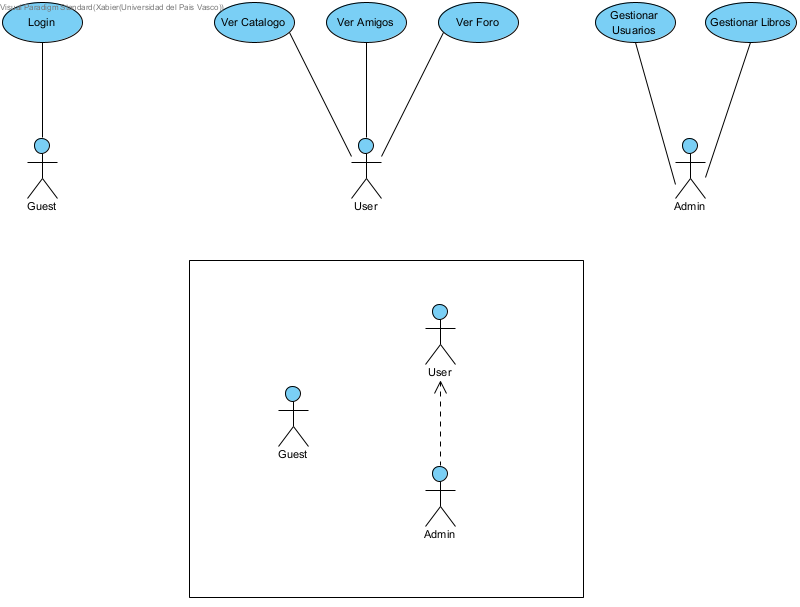 Visual Paradigm Standard(Xabier(Universidad del Pais Vasco))
Login
Ver Catalogo
Ver Amigos
Ver Foro
Gestionar
Usuarios
Gestionar Libros
Guest
User
Admin
User
Guest
Admin